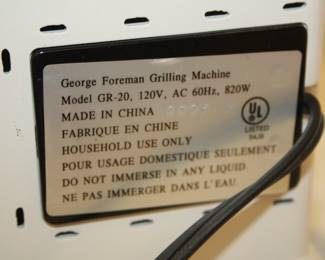 George Foreman Grilling Machine
Model GR-20, 120V, AC 60Hz, 820W
MADE IN CHINA
FABRIQUE EN CHINE
HOUSEHOLD USE ONLY
POUR USAGE DOMESTIQUE SEULEMENT
DO NOT IMMERSE IN ANY LIQUID.
NE PAS IMMERGER DANS L'EAU.
UL
LISTED